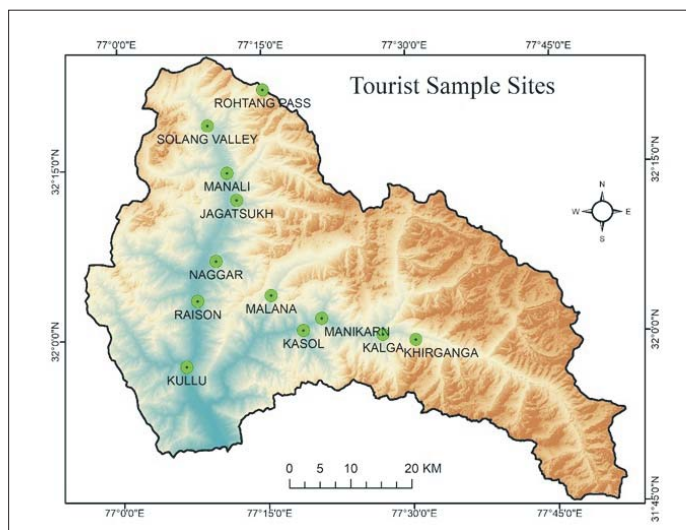 77°0'0"E 77°15'0"E 77°30'0"E 77°45'0"E
Tourist Sample Sites
ROHTANG PASS
SOLANG VALLEY
32°15'0"N 32°15'0"N
MANALI
JAGATSUKH
N
W E
S
NAGGAR
MALANA
RAISON
MANIKARN
KASOL
KALGA
KHIRGANGA
32°0'0"N 32°0'0"N
KULLU
0 5 10 20 KM
31°45'0"N
77°0'0"E 77°15'0"E 77°30'0"E 77°45'0"E